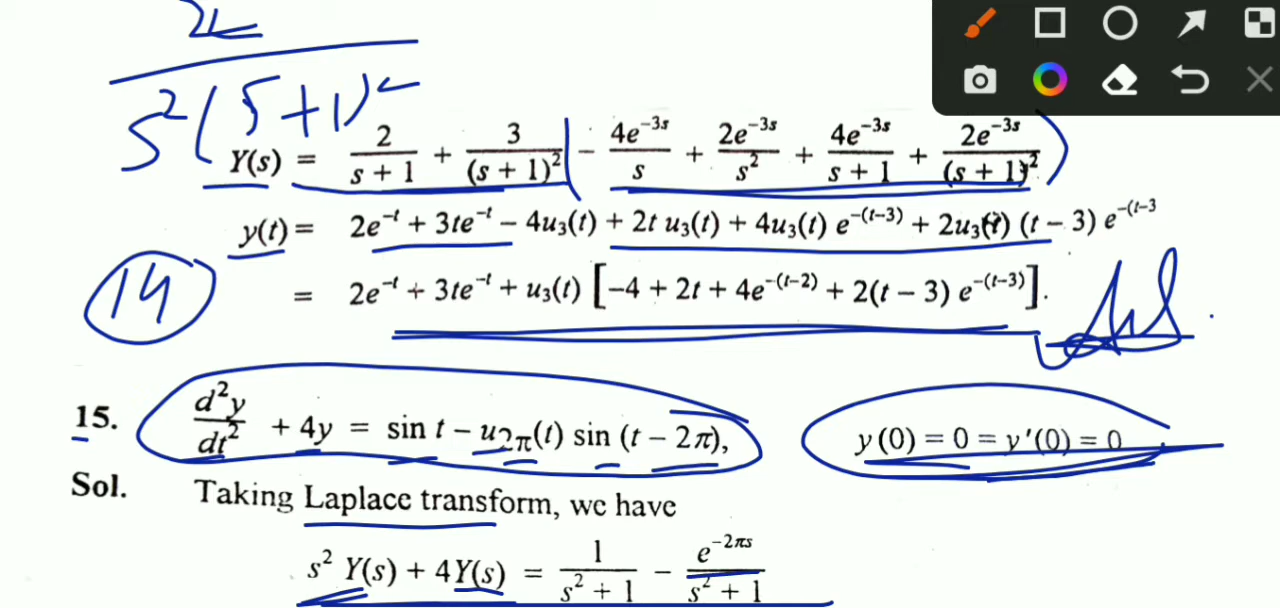 2
s²(s+1)²
Y(s) = 2/(s + 1) + 3/(s + 1)² − 4e^(−3s)/s + 2e^(−3s)/s² + 4e^(−3s)/(s + 1) + 2e^(−3s)/(s + 1)²
y(t) = 2e^(−t) + 3te^(−t) − 4u₃(t) + 2t u₃(t) + 4u₃(t) e^(−(t−3)) + 2u₃(t) (t − 3) e^(−(t−3
14
= 2e^(−t) + 3te^(−t) + u₃(t) [−4 + 2t + 4e^(−(t−2)) + 2(t − 3) e^(−(t−3))].
Ans
15. d²y/dt² + 4y = sin t − u₂π(t) sin (t − 2π), y(0) = 0 = y'(0) = 0
Sol. Taking Laplace transform, we have
s² Y(s) + 4Y(s) = 1/(s² + 1) − e^(−2πs)/(s² + 1)